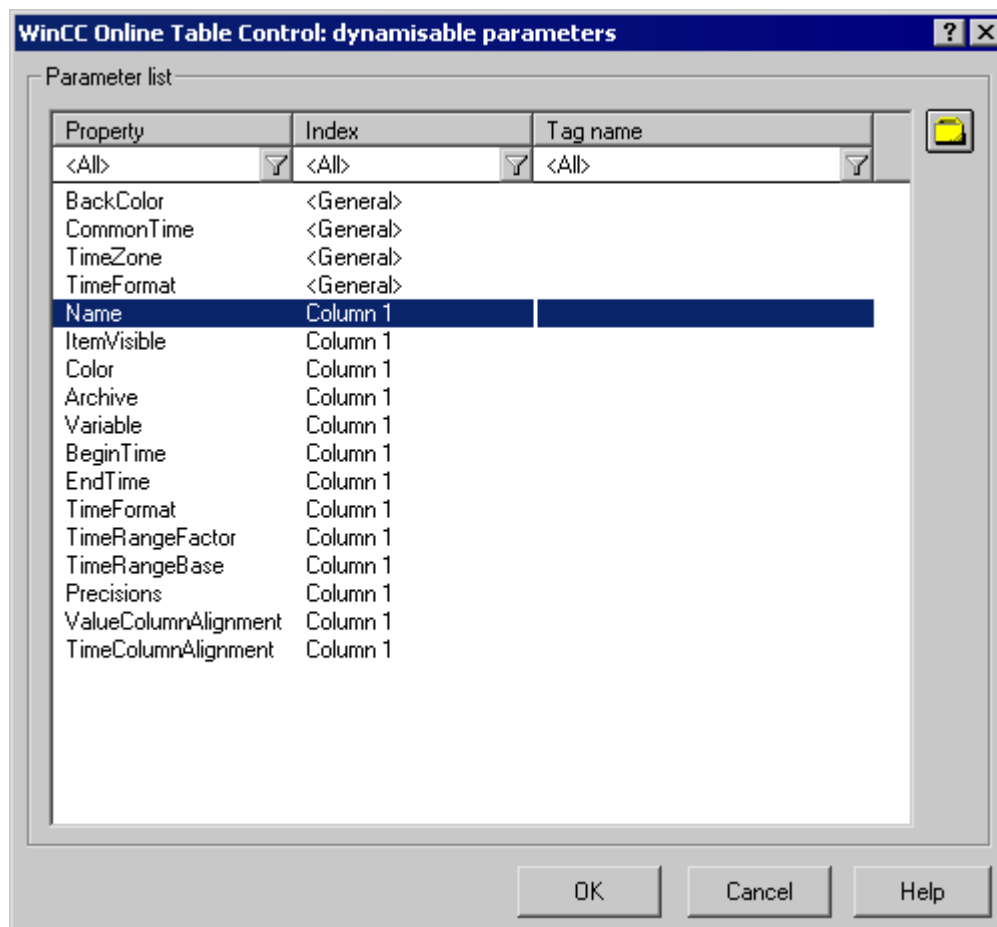 WinCC Online Table Control: dynamisable parameters
Parameter list
Property Index Tag name
<All> <All> <All>
BackColor <General>
CommonTime <General>
TimeZone <General>
TimeFormat <General>
Name Column 1
ItemVisible Column 1
Color Column 1
Archive Column 1
Variable Column 1
BeginTime Column 1
EndTime Column 1
TimeFormat Column 1
TimeRangeFactor Column 1
TimeRangeBase Column 1
Precisions Column 1
ValueColumnAlignment Column 1
TimeColumnAlignment Column 1
OK Cancel Help